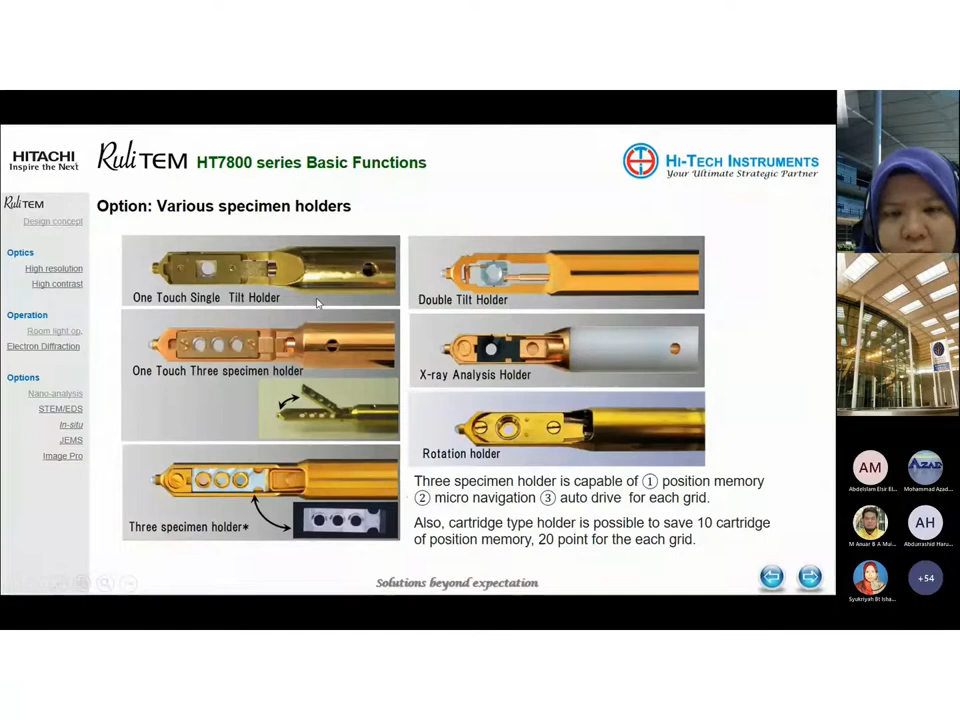 HITACHI
Inspire the Next
Ruli TEM
HT7800 series Basic Functions
HI-TECH INSTRUMENTS
Your Ultimate Strategic Partner
Ruli TEM
Design concept
Optics
High resolution
High contrast
Operation
Room light op.
Electron Diffraction
Options
Nano-analysis
STEM/EDS
In-situ
JEMS
Image Pro
Option: Various specimen holders
One Touch Single Tilt Holder
One Touch Three specimen holder
Three specimen holder*
Double Tilt Holder
X-ray Analysis Holder
Rotation holder
Three specimen holder is capable of ① position memory
② micro navigation ③ auto drive for each grid.
Also, cartridge type holder is possible to save 10 cartridge
of position memory, 20 point for the each grid.
Solutions beyond expectation
AM
Abdelslam Elsir El...
AZAD
Mohammad Azad...
M Anuar B A Mui...
AH
Abdurrashid Haru...
Syukriyah Bt Isha...
+54